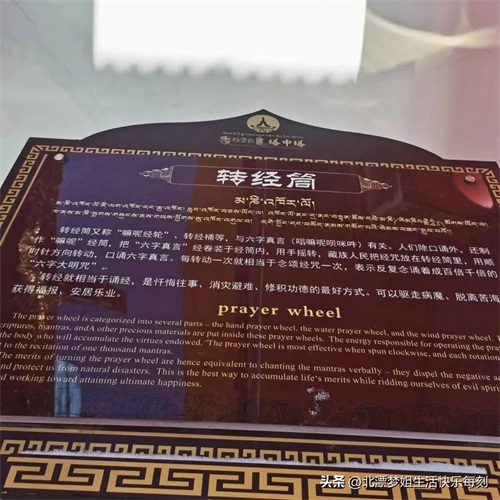 塔中塔
转经筒
མ་ཎི་འཁོར་ལོ།
转经筒又称“嘛呢经轮”、转经桶等，与六字真言（唵嘛呢叭咪吽）有关。人们除口诵外，还制
作“嘛呢”经筒，把“六字真言”经卷装于经筒内，用手摇转，藏族人民把经咒放在转经筒里，用顺
时针方向转动，口诵六字真言。每转动一次就相当于念颂经咒一次，表示反复念诵着成百倍千倍的
“六字大明咒”。
转经就相当于诵经，是忏悔往事、消灾避难、修积功德的最好方式。可以驱走病魔、脱离苦海
获得福报、安居乐业。
prayer wheel
The prayer wheel is categorized into several parts – the hand prayer wheel, the water prayer wheel, and the wind prayer wheel.
criptures, mantras, andA other precious materials are put inside these prayer wheels. The energy responsible for operating the
the body who will accumulate the virtues endowed. 'The prayer wheel is most effective when spun clockwise, and each rotation
the recitation of one thousand mantras.
The merits of turning the prayer wheel are hence equivalent to chanting the mantras verbally – they dispel the negative
and protect us from natural disasters. This is the best way to accumulate life's merits while ridding ourselves of evil
nd working toward attaining ultimate happiness.
头条 @北漂梦姐生活快乐每刻